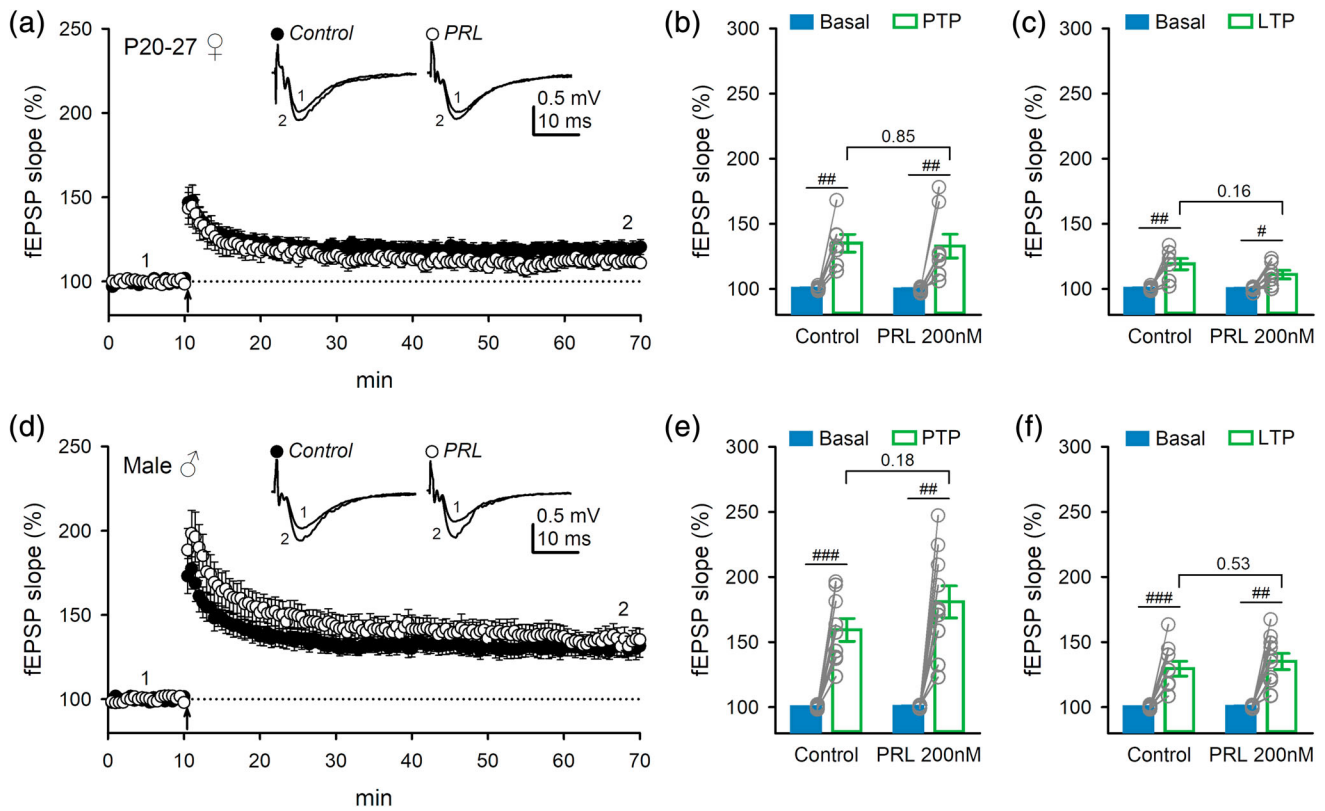 (a)
P20-27 ♀
● Control
○ PRL
1
2
1
2
0.5 mV
10 ms
fEPSP slope (%)
250
200
150
100
1
2
0 10 20 30 40 50 60 70
min
(b)
Basal PTP
fEPSP slope (%)
300
250
200
150
100
0.85
##
##
Control PRL 200nM
(c)
Basal LTP
fEPSP slope (%)
300
250
200
150
100
0.16
##
#
Control PRL 200nM
(d)
Male ♂
● Control
○ PRL
1
2
1
2
0.5 mV
10 ms
fEPSP slope (%)
250
200
150
100
1
2
0 10 20 30 40 50 60 70
min
(e)
Basal PTP
fEPSP slope (%)
300
250
200
150
100
0.18
###
##
Control PRL 200nM
(f)
Basal LTP
fEPSP slope (%)
300
250
200
150
100
0.53
###
##
Control PRL 200nM